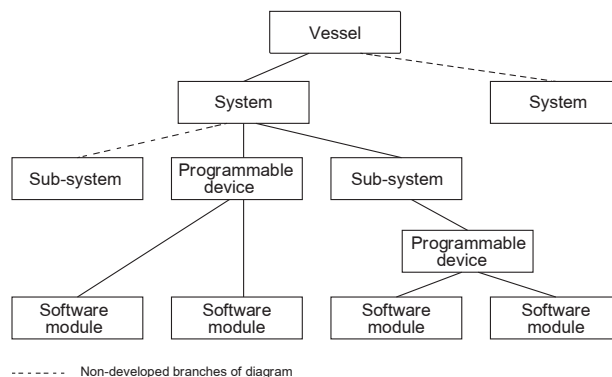 Vessel
System
System
Sub-system
Programmable
device
Sub-system
Programmable
device
Software
module
Software
module
Software
module
Software
module
Non-developed branches of diagram